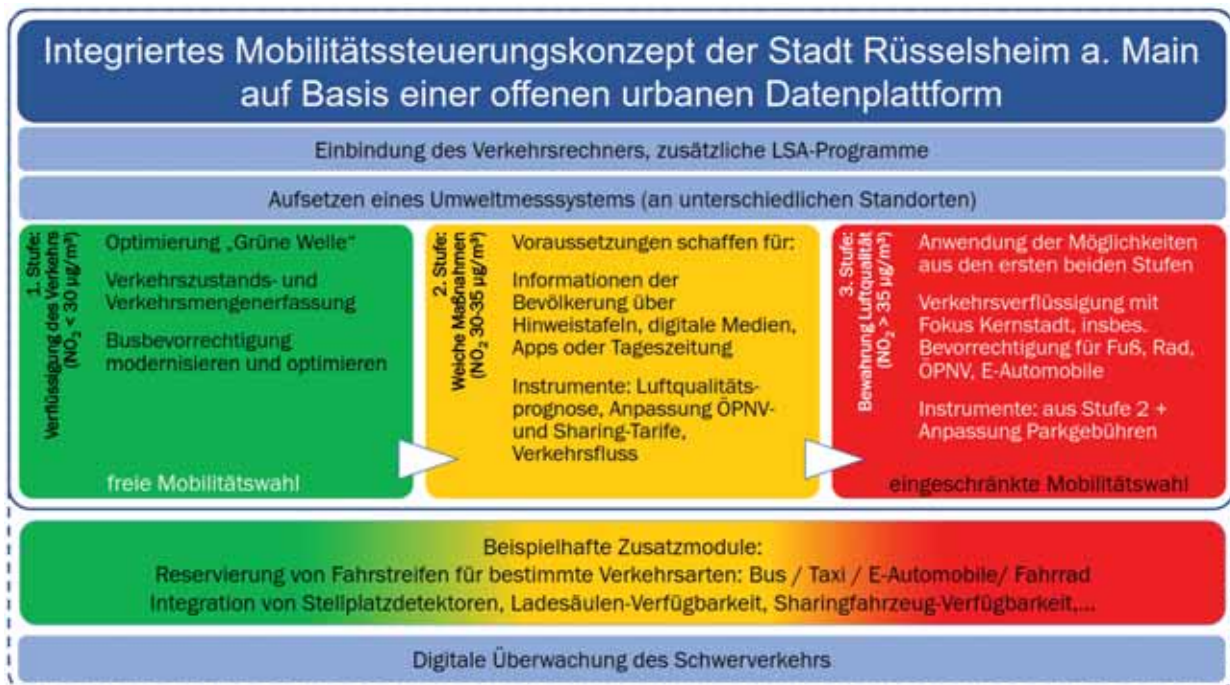 Integriertes Mobilitätssteuerungskonzept der Stadt Rüsselsheim a. Main
auf Basis einer offenen urbanen Datenplattform
Einbindung des Verkehrsrechners, zusätzliche LSA-Programme
Aufsetzen eines Umweltmesssystems (an unterschiedlichen Standorten)
1. Stufe:
Verflüssigung des Verkehrs
(NO₂ < 30 µg/m³)
Optimierung „Grüne Welle“
Verkehrszustands- und
Verkehrsmengenerfassung
Busbevorrechtigung
modernisieren und optimieren
freie Mobilitätswahl
2. Stufe:
Weiche Maßnahmen
(NO₂ 30-35 µg/m³)
Voraussetzungen schaffen für:
Informationen der
Bevölkerung über
Hinweistafeln, digitale Medien,
Apps oder Tageszeitung
Instrumente: Luftqualitäts-
prognose, Anpassung ÖPNV-
und Sharing-Tarife,
Verkehrsfluss
3. Stufe:
Bewahrung Luftqualität
(NO₂ > 35 µg/m³)
Anwendung der Möglichkeiten
aus den ersten beiden Stufen
Verkehrsverflüssigung mit
Fokus Kernstadt, insbes.
Bevorrechtigung für Fuß, Rad,
ÖPNV, E-Automobile
Instrumente: aus Stufe 2 +
Anpassung Parkgebühren
eingeschränkte Mobilitätswahl
Beispielhafte Zusatzmodule:
Reservierung von Fahrstreifen für bestimmte Verkehrsarten: Bus / Taxi / E-Automobile/ Fahrrad
Integration von Stellplatzdetektoren, Ladesäulen-Verfügbarkeit, Sharingfahrzeug-Verfügbarkeit,...
Digitale Überwachung des Schwerverkehrs